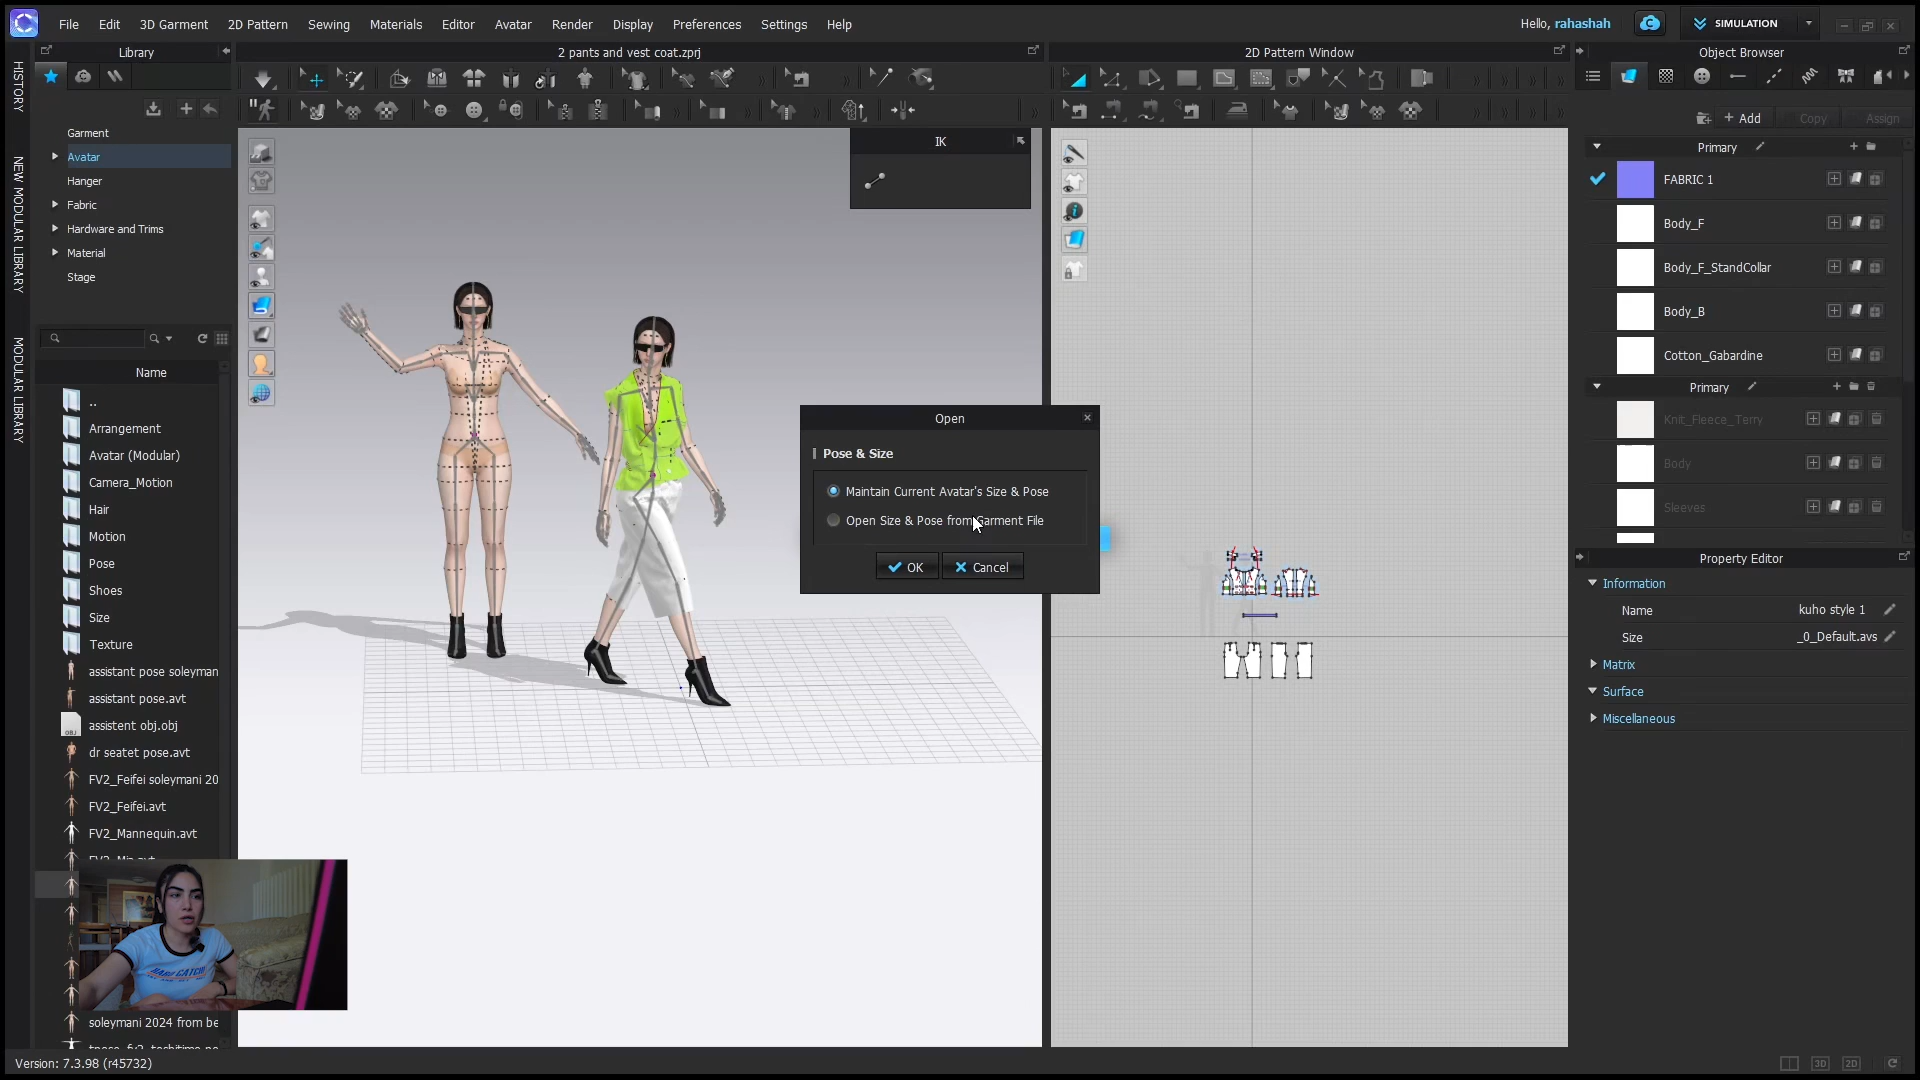 File Edit 3D Garment 2D Pattern Sewing Materials Editor Avatar Render Display Preferences Settings Help
Hello, rahashah
SIMULATION
HISTORY
NEW MODULAR LIBRARY
MODULAR LIBRARY
Library
Garment
Avatar
Hanger
Fabric
Hardware and Trims
Material
Stage
Name
..
Arrangement
Avatar (Modular)
Camera_Motion
Hair
Motion
Pose
Shoes
Size
Texture
assistant pose soleyman
assistant pose.avt
assistent obj.obj
dr seatet pose.avt
FV2_Feifei soleymani 20
FV2_Feifei.avt
FV2_Mannequin.avt
soleymani 2024 from be
Version: 7.3.98 (r45732)
2 pants and vest coat.zprj
IK
Open
Pose & Size
Maintain Current Avatar's Size & Pose
Open Size & Pose from Garment File
OK Cancel
2D Pattern Window
Object Browser
+ Add Copy Assign
Primary
FABRIC 1
Body_F
Body_F_StandCollar
Body_B
Cotton_Gabardine
Primary
Knit_Fleece_Terry
Body
Sleeves
Property Editor
Information
Name kuho style 1
Size _0_Default.avs
Matrix
Surface
Miscellaneous
3D 2D